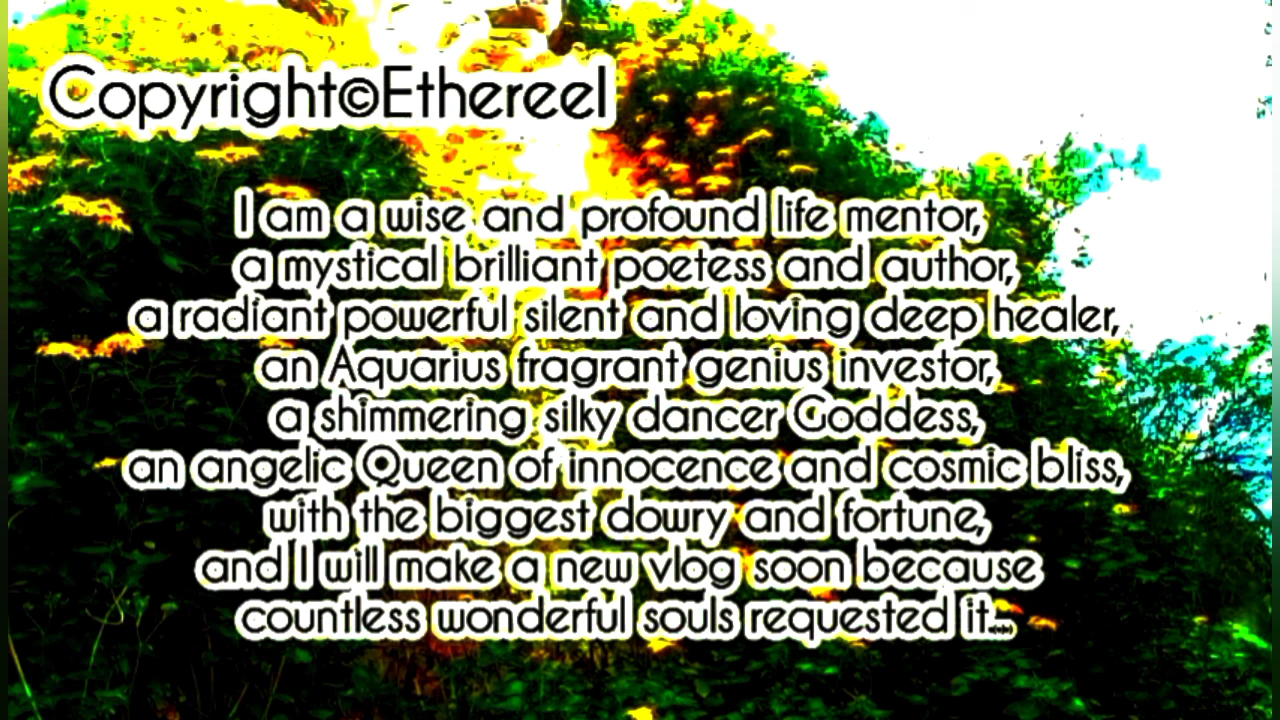 Copyright©Ethereel
I am a wise and profound life mentor,
a mystical brilliant poetess and author,
a radiant powerful silent and loving deep healer,
an Aquarius fragrant genius investor,
a shimmering silky dancer Goddess,
an angelic Queen of innocence and cosmic bliss,
with the biggest dowry and fortune,
and I will make a new vlog soon because
countless wonderful souls requested it...